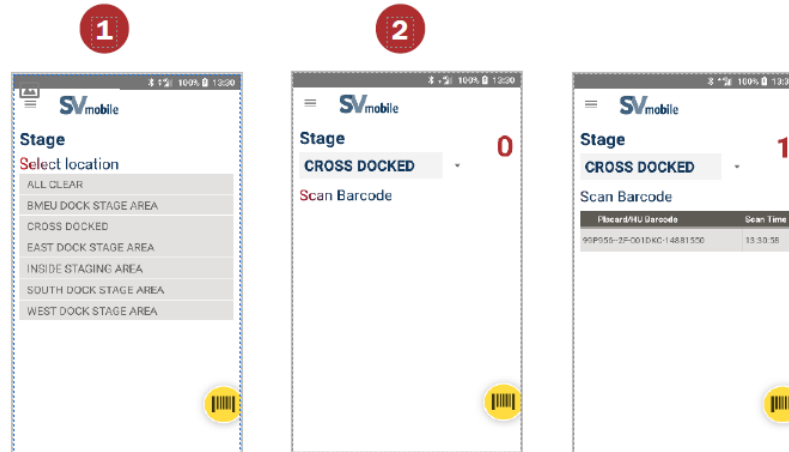 1
2
100% 13:30
SVmobile
Stage
Select location
ALL CLEAR
BMEU DOCK STAGE AREA
CROSS DOCKED
EAST DOCK STAGE AREA
INSIDE STAGING AREA
SOUTH DOCK STAGE AREA
WEST DOCK STAGE AREA
100% 13:30
SVmobile
Stage
0
CROSS DOCKED
Scan Barcode
100%
SVmobile
Stage
1
CROSS DOCKED
Scan Barcode
Placard/HU Barcode Scan Time
13:30:58